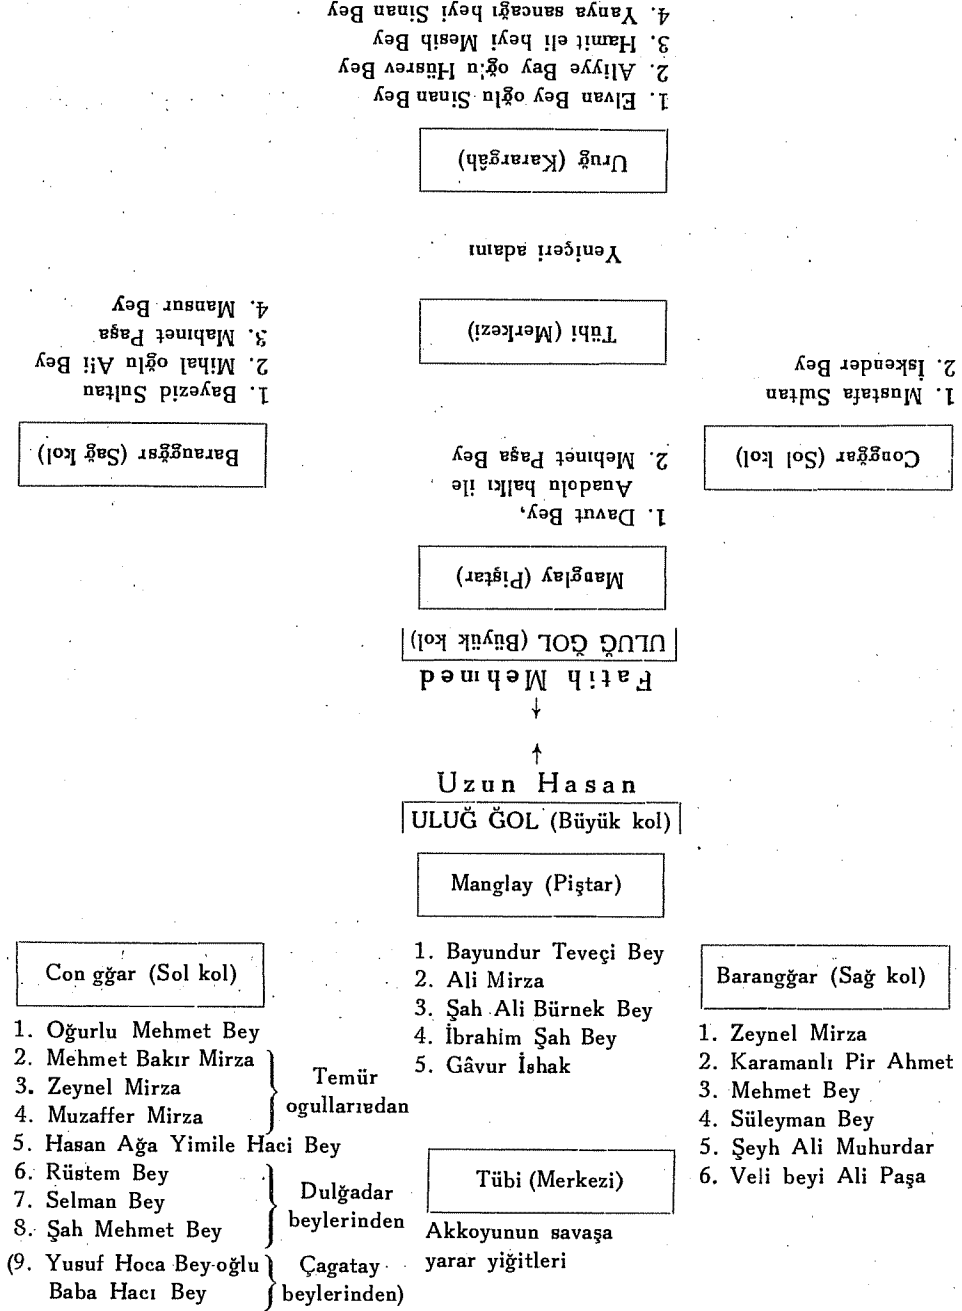 4. Yanya sancağı beyi Sinan Bey
3. Hamit eli beyi Mesih Bey
2. Aliyye Bay oğlu Hüsrev Bey
1. Elvan Bey oğlu Sinan Bey
Uruğ (Karargâh)
Yeniçeri adamı
Tübü (Merkezi)
4. Mansur Bey
3. Mahmet Paşa
2. Mihal oğlu Ali Bey
1. Bayezid Sultan
Baranggar (Sağ kol)
2. İskender Bey
1. Mustafa Sultan
Conggar (Sol kol)
2. Mehmet Paşa Bey
Anadolu halkı ile
1. Davut Bey,
Manglay (Piştar)
ULUĞ ĞOL (Büyük kol)
Fatih Mehmed
↓
↑
Uzun Hasan
ULUĞ ĞOL (Büyük kol)
Manglay (Piştar)
1. Bayundur Teveçi Bey
2. Ali Mirza
3. Şah Ali Bürnek Bey
4. İbrahim Şah Bey
5. Gâvur İshak
Con gğar (Sol kol)
1. Oğurlu Mehmet Bey
2. Mehmet Bakır Mirza
3. Zeynel Mirza
4. Muzaffer Mirza
Temür
ogullarından
5. Hasan Ağa Yimile Haci Bey
6. Rüstem Bey
7. Selman Bey
8. Şah Mehmet Bey
Dulğadar
beylerinden
(9. Yusuf Hoca Bey oğlu
Baba Hacı Bey
Çagatay
beylerinden)
Tübi (Merkezi)
Akkoyunun savaşa
yarar yiğitleri
Barangğar (Sağ kol)
1. Zeynel Mirza
2. Karamanlı Pir Ahmet
3. Mehmet Bey
4. Süleyman Bey
5. Şeyh Ali Muhurdar
6. Veli beyi Ali Paşa